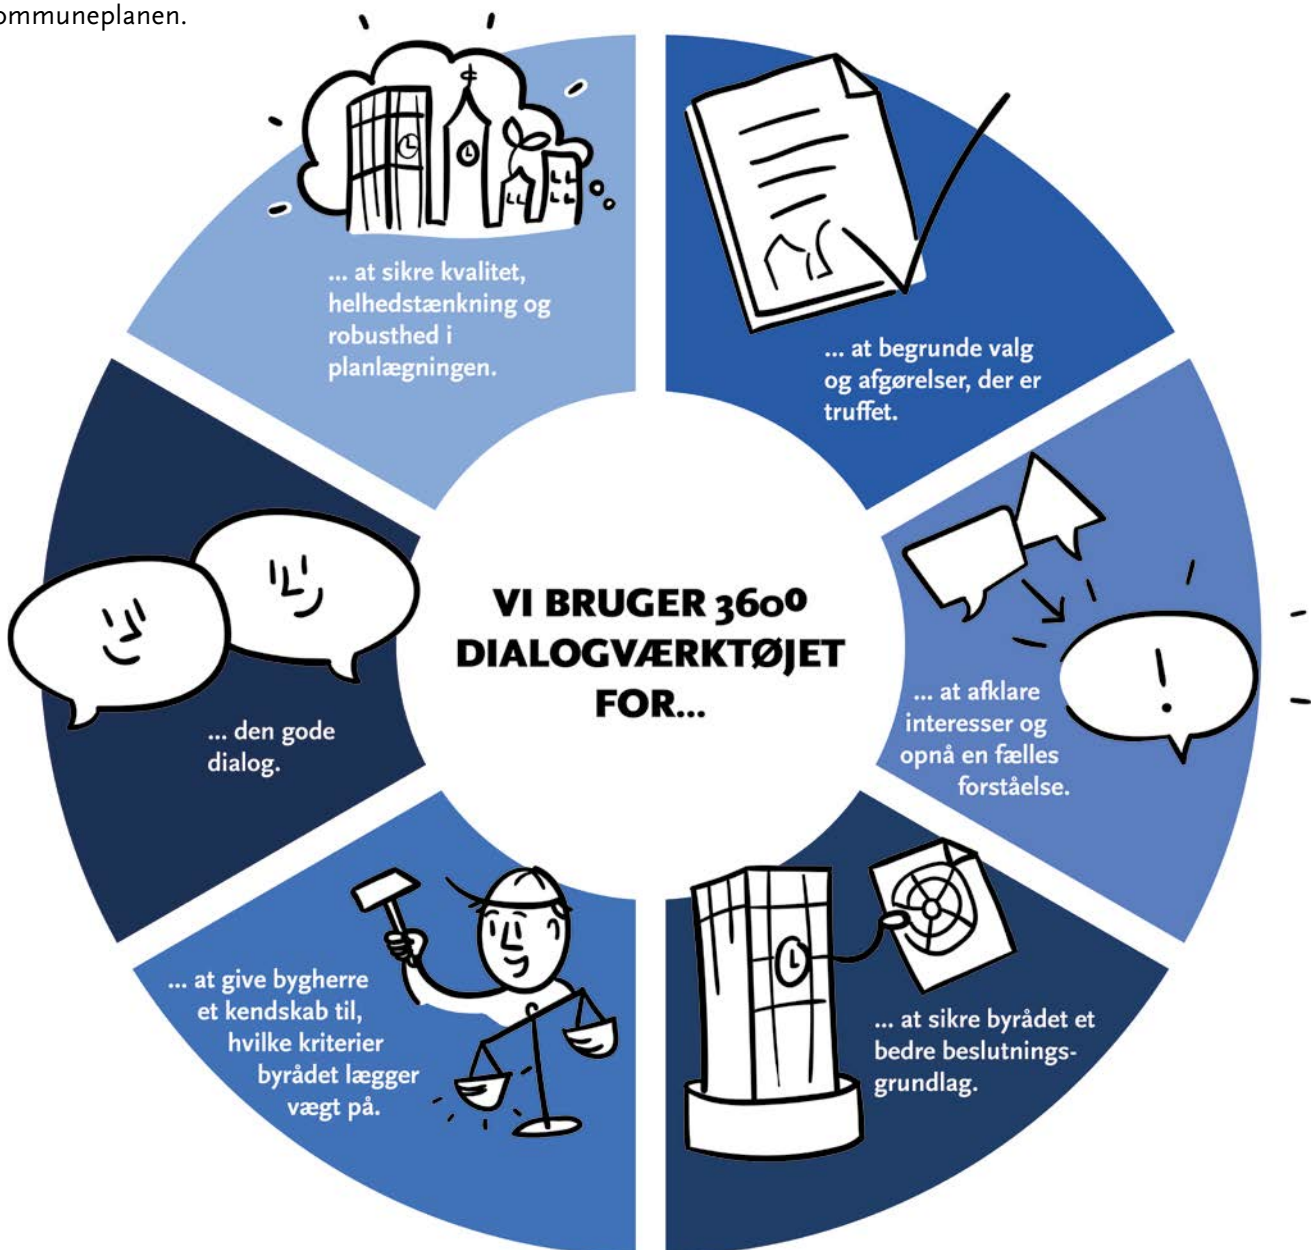 ommuneplanen.
... at sikre kvalitet,
helhedstænkning og
robusthed i
planlægningen.
... at begrunde valg
og afgørelser, der er
truffet.
VI BRUGER 360⁰
DIALOGVÆRKTØJET
FOR...
... at afklare
interesser og
opnå en fælles
forståelse.
... den gode
dialog.
... at give bygherre
et kendskab til,
hvilke kriterier
byrådet lægger
vægt på.
... at sikre byrådet et
bedre beslutnings-
grundlag.